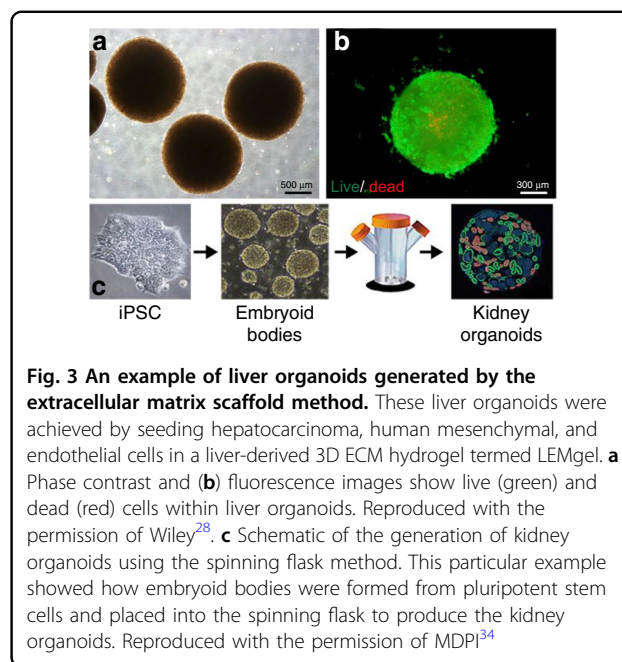 a
b
500 µm
Live/.dead
300 µm
c
iPSC
Embryoid
bodies
Kidney
organoids
Fig. 3 An example of liver organoids generated by the
extracellular matrix scaffold method. These liver organoids were
achieved by seeding hepatocarcinoma, human mesenchymal, and
endothelial cells in a liver-derived 3D ECM hydrogel termed LEMgel. a
Phase contrast and (b) fluorescence images show live (green) and
dead (red) cells within liver organoids. Reproduced with the
permission of Wiley28. c Schematic of the generation of kidney
organoids using the spinning flask method. This particular example
showed how embryoid bodies were formed from pluripotent stem
cells and placed into the spinning flask to produce the kidney
organoids. Reproduced with the permission of MDPI34